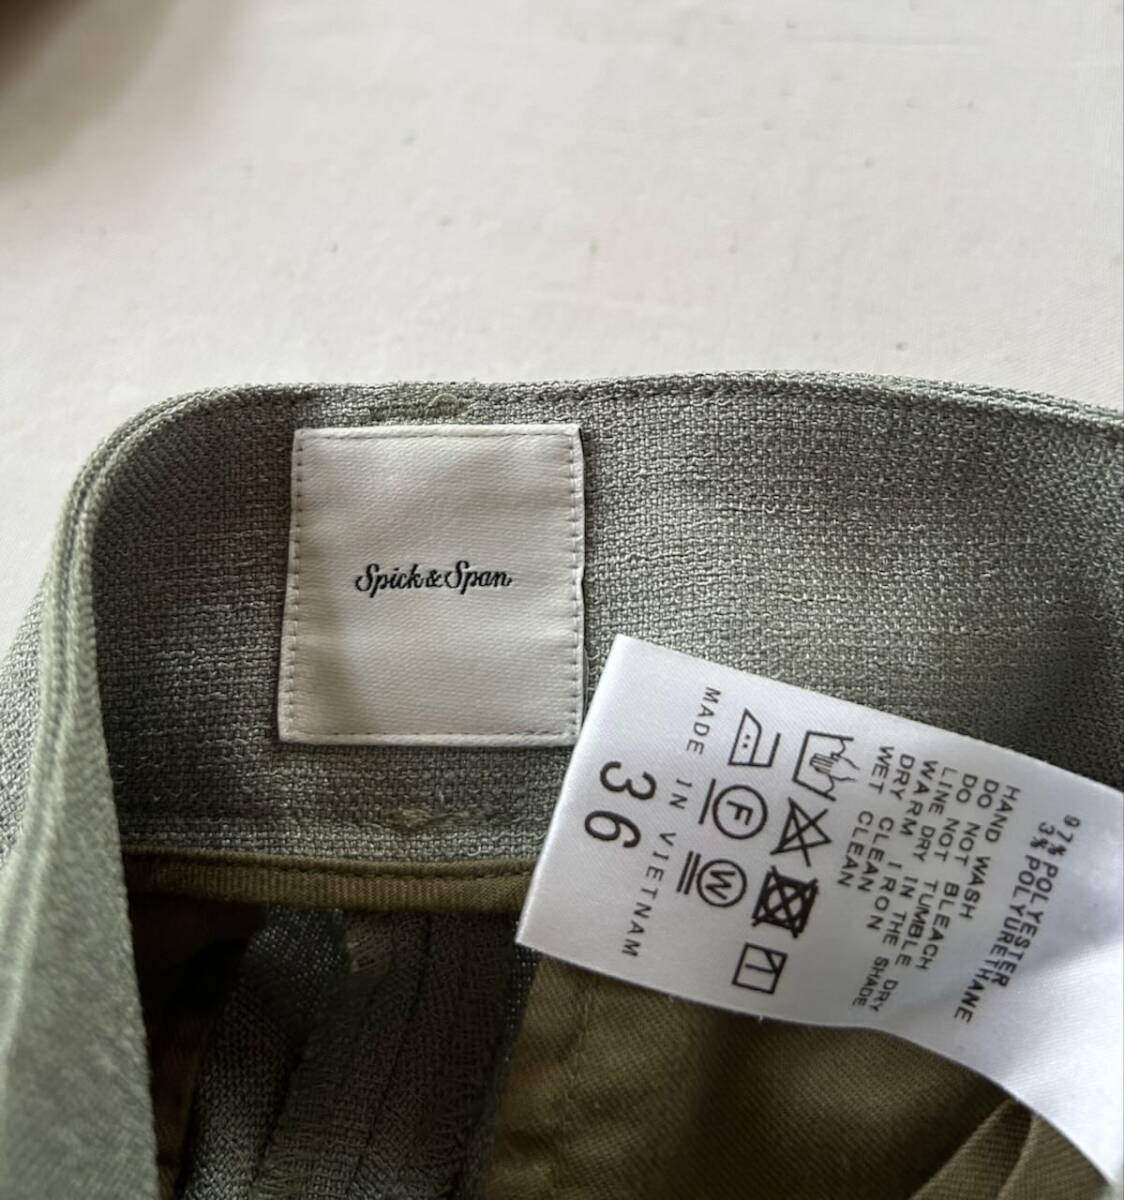 Spick & Span
97% POLYESTER
3% POLYURETHANE
HAND WASH
DO NOT BLEACH
DO NOT TUMBLE DRY
LINE DRY IN THE SHADE
WARM IRON
DRY CLEAN
WET CLEAN
F
W
36
MADE IN VIETNAM